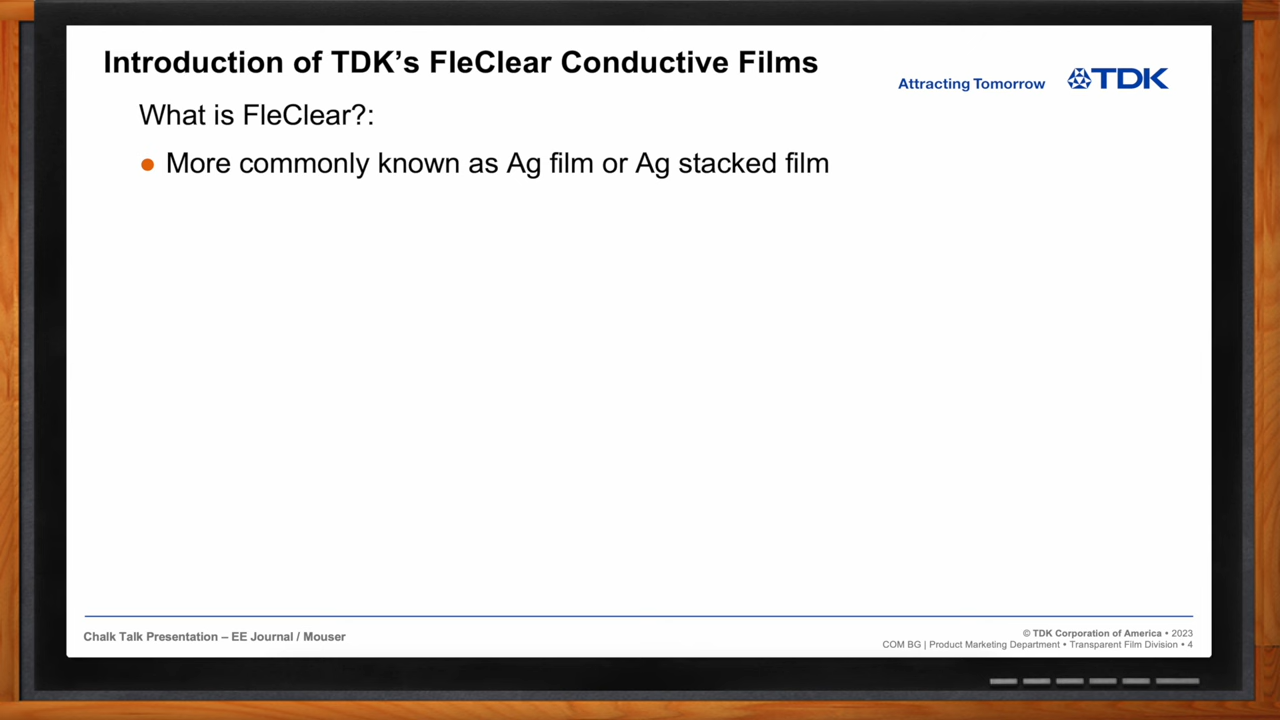 Introduction of TDK's FleClear Conductive Films
Attracting Tomorrow
TDK
What is FleClear?:
● More commonly known as Ag film or Ag stacked film
Chalk Talk Presentation – EE Journal / Mouser
© TDK Corporation of America • 2023
COM BG | Product Marketing Department • Transparent Film Division • 4